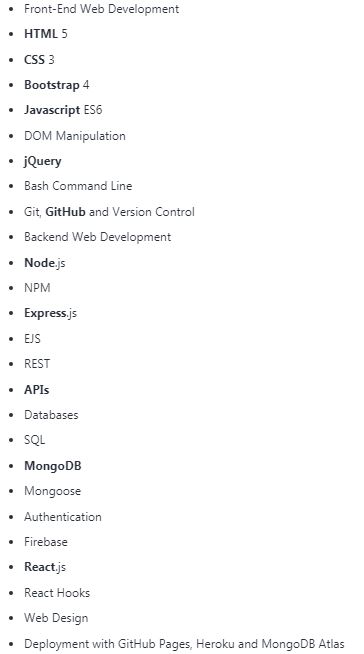 Front-End Web Development
HTML 5
CSS 3
Bootstrap 4
Javascript ES6
DOM Manipulation
jQuery
Bash Command Line
Git, GitHub and Version Control
Backend Web Development
Node.js
NPM
Express.js
EJS
REST
APIs
Databases
SQL
MongoDB
Mongoose
Authentication
Firebase
React.js
React Hooks
Web Design
Deployment with GitHub Pages, Heroku and MongoDB Atlas